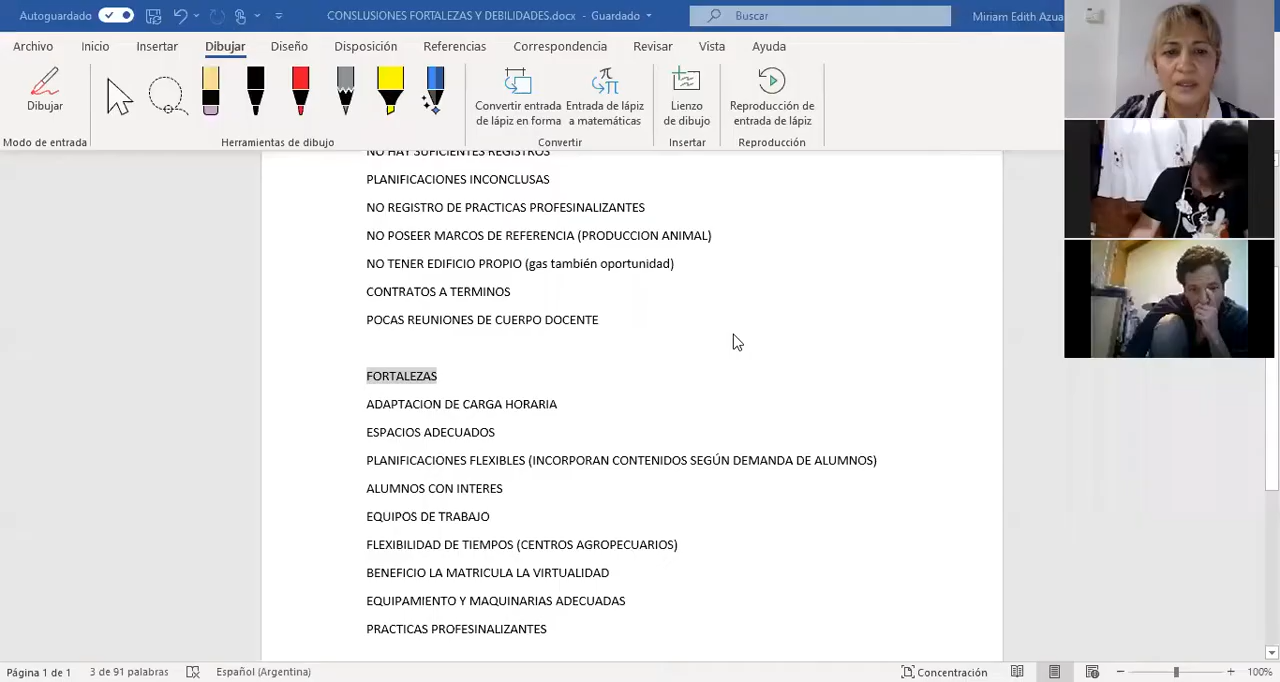 Autoguardado
CONSLUSIONES FORTALEZAS Y DEBILIDADES.docx - Guardado
Buscar
Miriam Edith Azua
Archivo Inicio Insertar Dibujar Diseño Disposición Referencias Correspondencia Revisar Vista Ayuda
Dibujar
Convertir entrada de lápiz en forma
Entrada de lápiz a matemáticas
Lienzo de dibujo
Reproducción de entrada de lápiz
Modo de entrada Herramientas de dibujo Convertir Insertar Reproducción
NO HAY SUFICIENTES REGISTROS
PLANIFICACIONES INCONCLUSAS
NO REGISTRO DE PRACTICAS PROFESINALIZANTES
NO POSEER MARCOS DE REFERENCIA (PRODUCCION ANIMAL)
NO TENER EDIFICIO PROPIO (gas también oportunidad)
CONTRATOS A TERMINOS
POCAS REUNIONES DE CUERPO DOCENTE
FORTALEZAS
ADAPTACION DE CARGA HORARIA
ESPACIOS ADECUADOS
PLANIFICACIONES FLEXIBLES (INCORPORAN CONTENIDOS SEGÚN DEMANDA DE ALUMNOS)
ALUMNOS CON INTERES
EQUIPOS DE TRABAJO
FLEXIBILIDAD DE TIEMPOS (CENTROS AGROPECUARIOS)
BENEFICIO LA MATRICULA LA VIRTUALIDAD
EQUIPAMIENTO Y MAQUINARIAS ADECUADAS
PRACTICAS PROFESINALIZANTES
Página 1 de 1 3 de 91 palabras Español (Argentina) Concentración 100%